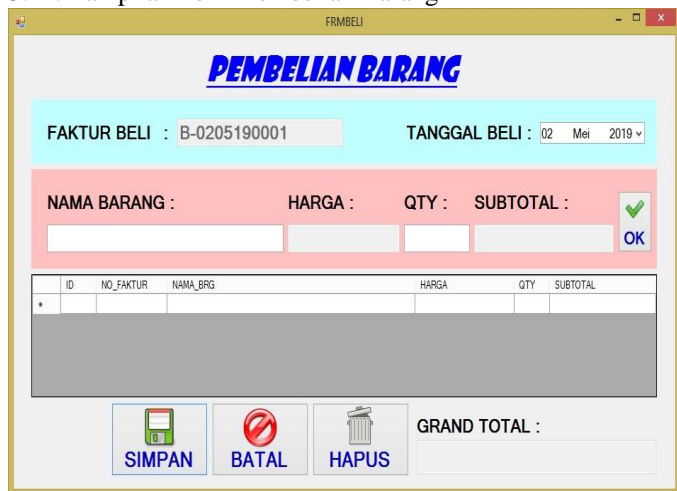 FRMBELI
PEMBELIAN BARANG
FAKTUR BELI : B-0205190001 TANGGAL BELI : 02 Mei 2019
NAMA BARANG : HARGA : QTY : SUBTOTAL :
OK
ID NO_FAKTUR NAMA_BRG HARGA QTY SUBTOTAL
*
GRAND TOTAL :
SIMPAN BATAL HAPUS